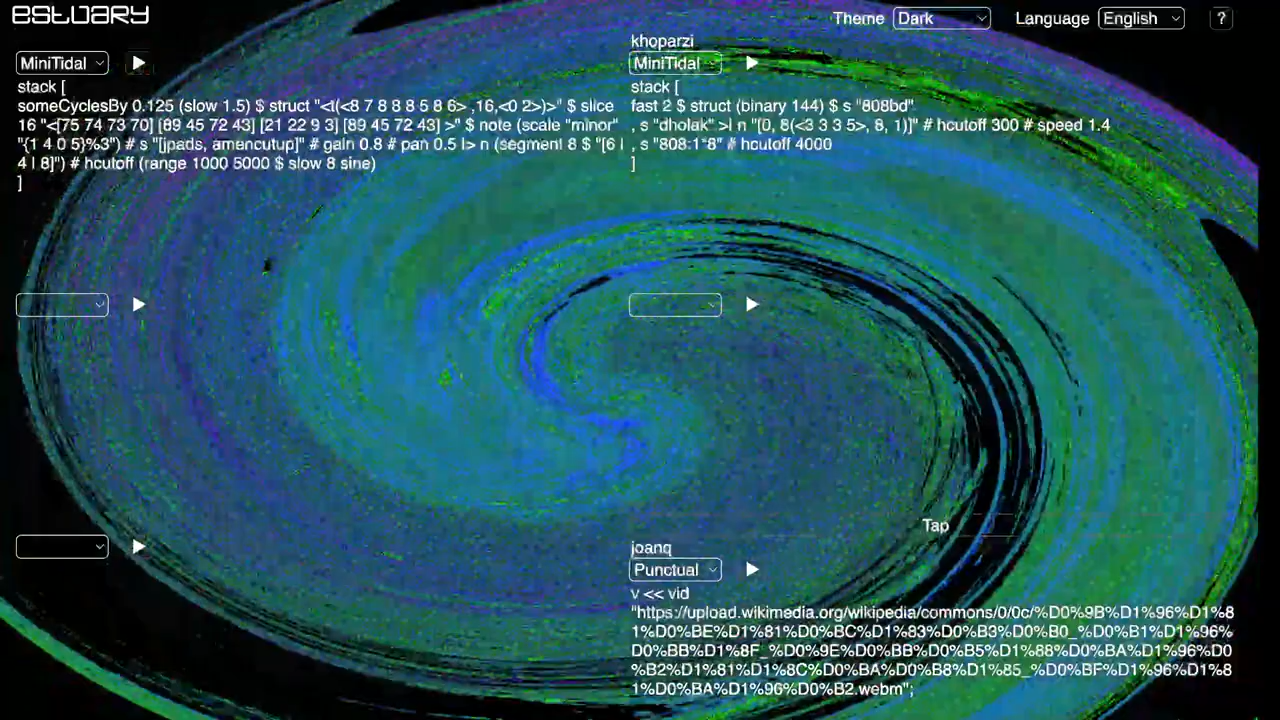 estuary
Theme Dark Language English ?
MiniTidal
stack [
someCyclesBy 0.125 (slow 1.5) $ struct "<t(<8 7 8 8 8 5 8 6> ,16,<0 2>)>" $ slice
16 "<[75 74 73 70] [89 45 72 43] [21 22 9 3] [89 45 72 43] >" $ note (scale "minor"
"{1 4 0 5}%3") # s "[jpads, amencutup]" # gain 0.8 # pan 0.5 |> n (segment 8 $ "[6 |
4 | 8]") # hcutoff (range 1000 5000 $ slow 8 sine)
]
khoparzi
MiniTidal
stack [
fast 2 $ struct (binary 144) $ s "808bd"
, s "dholak" >| n "[0, 8(<3 3 3 5>, 8, 1)]" # hcutoff 300 # speed 1.4
, s "808:1*8" # hcutoff 4000
]
Tap
joanq
Punctual
v << vid
"https://upload.wikimedia.org/wikipedia/commons/0/0c/%D0%9B%D1%96%D1%8
1%D0%BE%D1%81%D0%BC%D1%83%D0%B3%D0%B0_%D0%B1%D1%96%
D0%BB%D1%8F_%D0%9E%D0%BB%D0%B5%D1%88%D0%BA%D1%96%D0
%B2%D1%81%D1%8C%D0%BA%D0%B8%D1%85_%D0%BF%D1%96%D1%8
1%D0%BA%D1%96%D0%B2.webm";